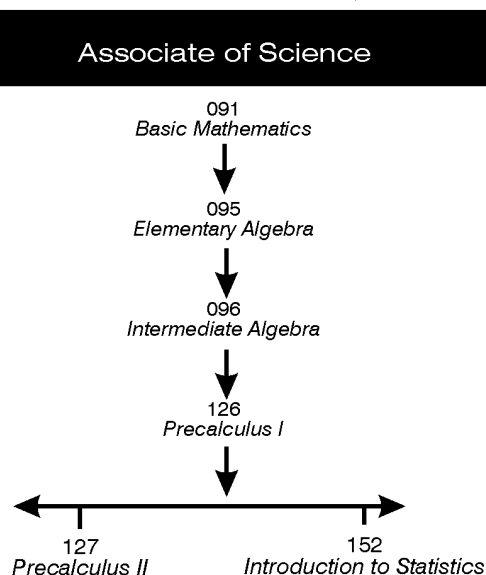 Associate of Science
091
Basic Mathematics
095
Elementary Algebra
096
Intermediate Algebra
126
Precalculus I
127
Precalculus II
152
Introduction to Statistics